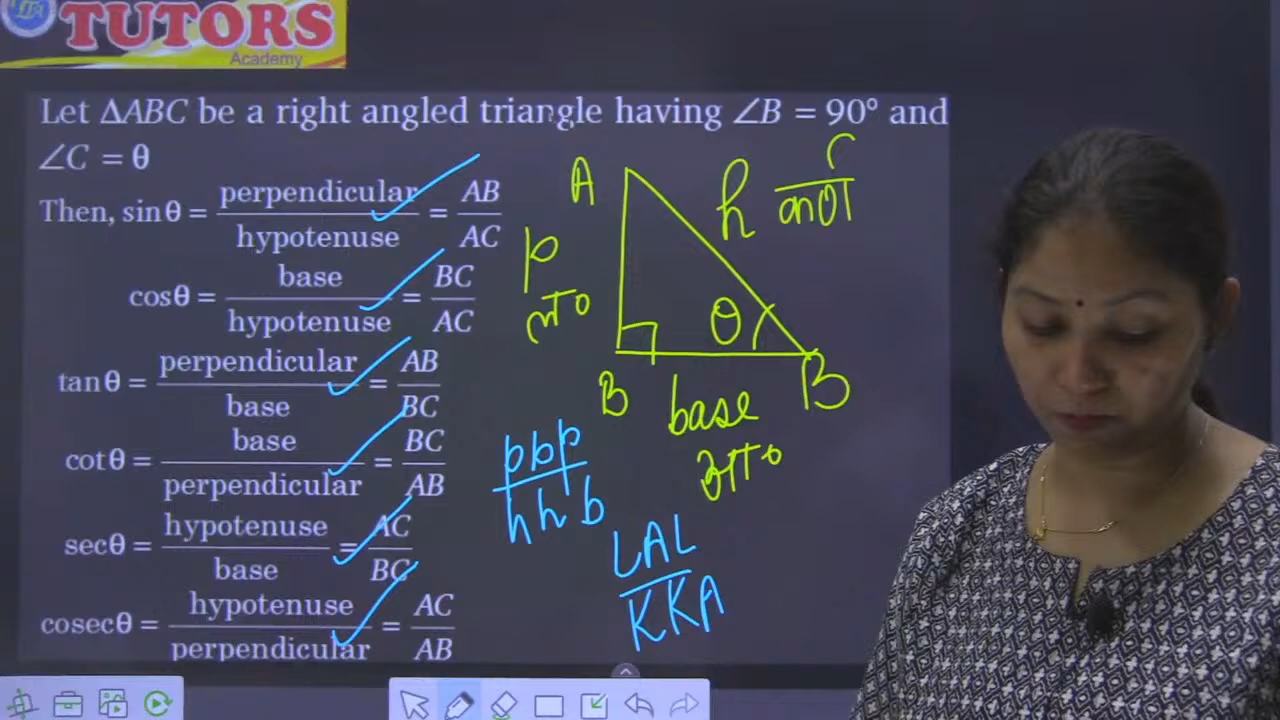 TUTORS
Academy
Let ΔABC be a right angled triangle having ∠B = 90° and
∠C = θ
Then, sinθ = perpendicular/hypotenuse = AB/AC
cosθ = base/hypotenuse = BC/AC
tanθ = perpendicular/base = AB/BC
cotθ = base/perpendicular = BC/AB
secθ = hypotenuse/base = AC/BC
cosecθ = hypotenuse/perpendicular = AC/AB
A
h
p
θ
B
base
B
pbp
hhb
LAL
KKA